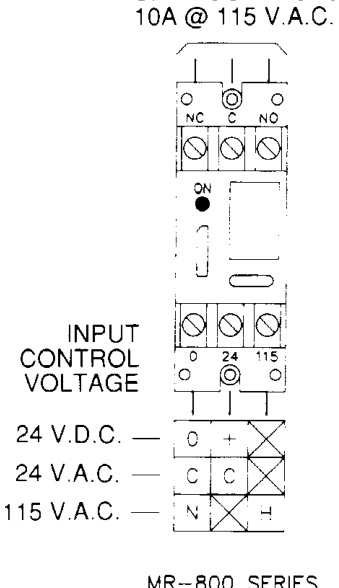 10A @ 115 V.A.C.
NC C NO
ON
0 24 115
INPUT
CONTROL
VOLTAGE
24 V.D.C. — 0 +
24 V.A.C. — C C
115 V.A.C. — N H
MR-800 SERIES